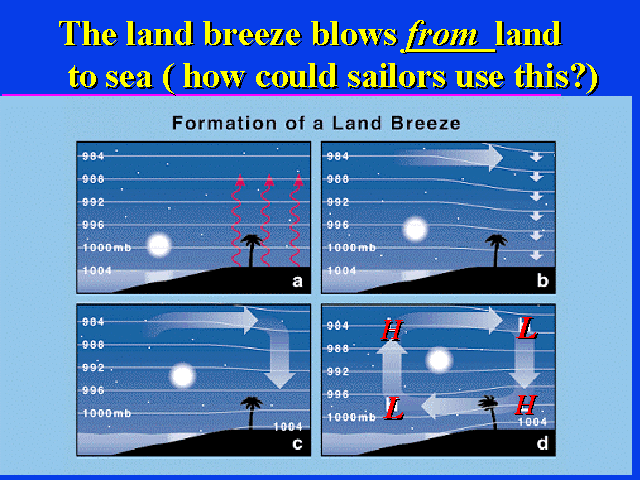 The land breeze blows from land
to sea ( how could sailors use this?)
Formation of a Land Breeze
984
988
992
996
1000mb
1004
a
984
988
992
996
1000mb
1004
b
984
988
992
996
1000mb
1004
c
984
H
L
988
992
996
L
H
1000mb
1004
d